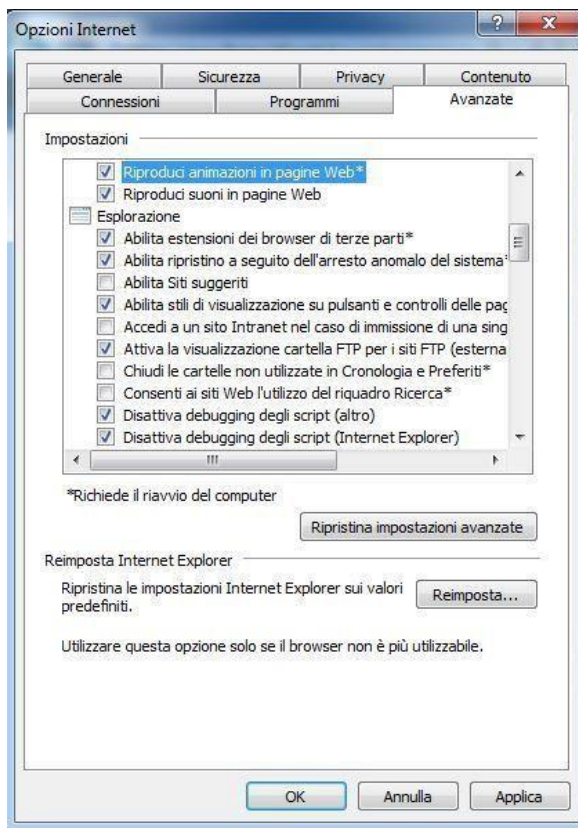 Opzioni Internet
Generale Sicurezza Privacy Contenuto
Connessioni Programmi Avanzate
Impostazioni
Riproduci animazioni in pagine Web*
Riproduci suoni in pagine Web
Esplorazione
Abilita estensioni dei browser di terze parti*
Abilita ripristino a seguito dell'arresto anomalo del sistema*
Abilita Siti suggeriti
Abilita stili di visualizzazione su pulsanti e controlli delle pag
Accedi a un sito Intranet nel caso di immissione di una sing
Attiva la visualizzazione cartella FTP per i siti FTP (esterna
Chiudi le cartelle non utilizzate in Cronologia e Preferiti*
Consenti ai siti Web l'utilizzo del riquadro Ricerca*
Disattiva debugging degli script (altro)
Disattiva debugging degli script (Internet Explorer)
*Richiede il riavvio del computer
Ripristina impostazioni avanzate
Reimposta Internet Explorer
Ripristina le impostazioni Internet Explorer sui valori
predefiniti.
Reimposta...
Utilizzare questa opzione solo se il browser non è più utilizzabile.
OK Annulla Applica